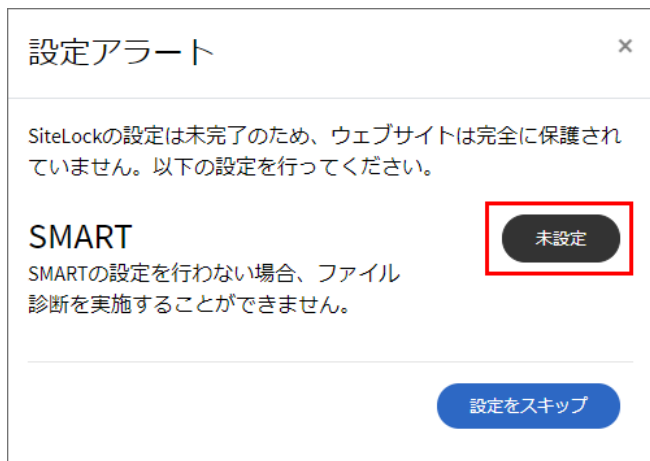 設定アラート
×
SiteLockの設定は未完了のため、ウェブサイトは完全に保護され
ていません。以下の設定を行ってください。
SMART
未設定
SMARTの設定を行わない場合、ファイル
診断を実施することができません。
設定をスキップ